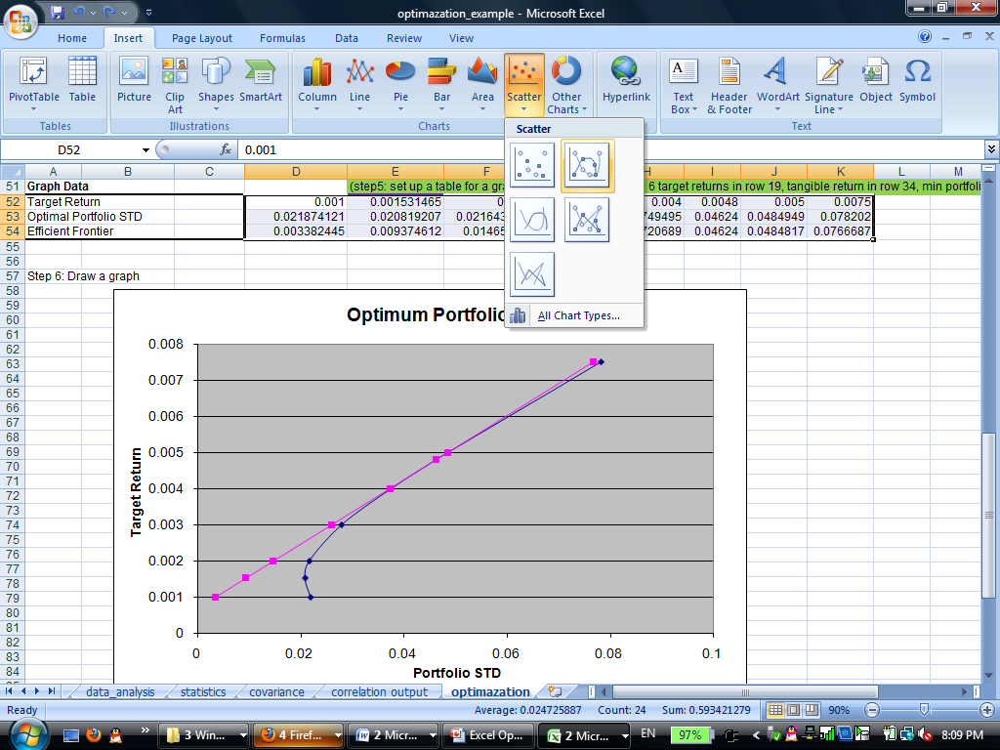 optimazation_example - Microsoft Excel
Home Insert Page Layout Formulas Data Review View
PivotTable Table Picture Clip Art Shapes SmartArt Column Line Pie Bar Area Scatter Other Charts Hyperlink Text Box Header & Footer WordArt Signature Line Object Symbol
Tables Illustrations Charts Text
D52 fx 0.001
Scatter
All Chart Types...
A B C D E F H I J K L M
51 Graph Data (step5: set up a table for a gra 6 target returns in row 19, tangible return in row 34, min portfoli
52 Target Return 0.001 0.001531465 0 0.004 0.0048 0.005 0.0075
53 Optimal Portfolio STD 0.021874121 0.020819207 0.021643 749495 0.04624 0.0484949 0.078202
54 Efficient Frontier 0.003382445 0.009374612 0.01465 720689 0.04624 0.0484817 0.0766687
55
56
57 Step 6: Draw a graph
58
59
60
61
62
63
64
65
66
67
68
69
70
71
72
73
74
75
76
77
78
79
80
81
82
83
84
Optimum Portfolio
0.008
0.007
0.006
0.005
0.004
0.003
0.002
0.001
0
Target Return
0 0.02 0.04 0.06 0.08 0.1
Portfolio STD
data_analysis statistics covariance correlation output optimazation
Ready Average: 0.024725887 Count: 24 Sum: 0.593421279 90%
3 Win... 4 Firef... 2 Micr... Excel Op... 2 Micr... EN 97% 8:09 PM